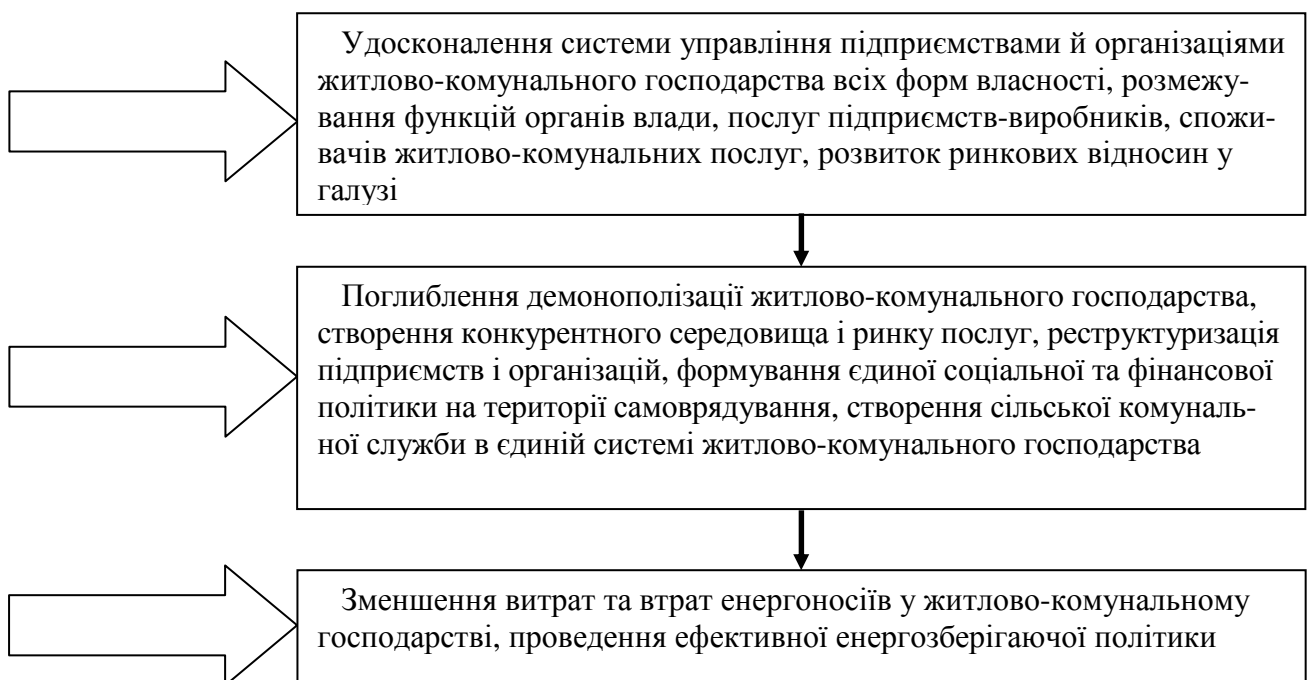 Удосконалення системи управління підприємствами й організаціями
житлово-комунального господарства всіх форм власності, розмежу-
вання функцій органів влади, послуг підприємств-виробників, спожи-
вачів житлово-комунальних послуг, розвиток ринкових відносин у
галузі
Поглиблення демонополізації житлово-комунального господарства,
створення конкурентного середовища і ринку послуг, реструктуризація
підприємств і організацій, формування єдиної соціальної та фінансової
політики на території самоврядування, створення сільської комуналь-
ної служби в єдиній системі житлово-комунального господарства
Зменшення витрат та втрат енергоносіїв у житлово-комунальному
господарстві, проведення ефективної енергозберігаючої політики